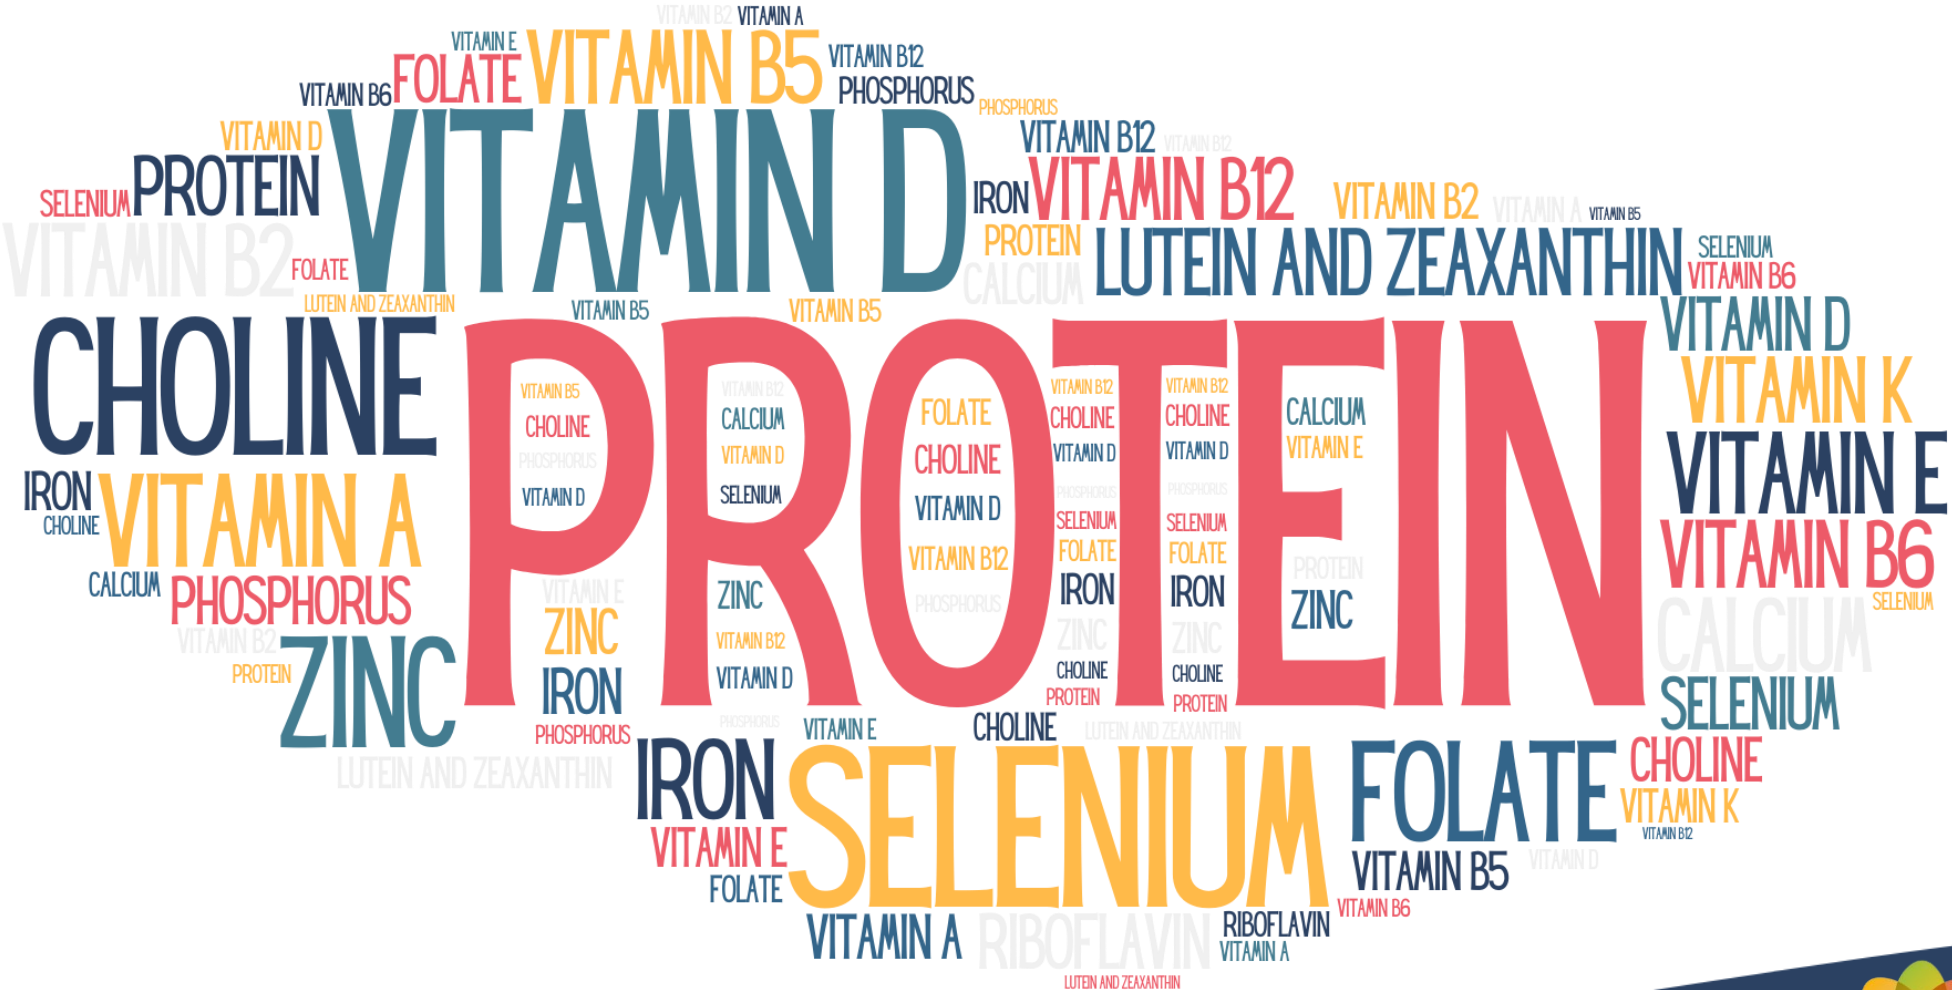 VITAMIN B2 VITAMIN A
VITAMIN E
FOLATE
VITAMIN B5
VITAMIN B12
VITAMIN B6
PHOSPHORUS
PHOSPHORUS
VITAMIN D
VITAMIN D
VITAMIN B12 VITAMIN B12
SELENIUM
PROTEIN
IRON
VITAMIN B12
VITAMIN B2
VITAMIN A
VITAMIN B5
VITAMIN B2
FOLATE
PROTEIN
CALCIUM
LUTEIN AND ZEAXANTHIN
SELENIUM
VITAMIN B6
LUTEIN AND ZEAXANTHIN
VITAMIN B5
VITAMIN B5
VITAMIN D
CHOLINE
PROTEIN
VITAMIN K
VITAMIN B5
CHOLINE
PHOSPHORUS
VITAMIN D
VITAMIN B12
CALCIUM
VITAMIN D
SELENIUM
FOLATE
CHOLINE
VITAMIN D
VITAMIN B12
PHOSPHORUS
VITAMIN B12
CHOLINE
VITAMIN D
PHOSPHORUS
SELENIUM
FOLATE
IRON
ZINC
CHOLINE
PROTEIN
VITAMIN B12
CHOLINE
VITAMIN D
PHOSPHORUS
SELENIUM
FOLATE
IRON
ZINC
CHOLINE
PROTEIN
CALCIUM
VITAMIN E
PROTEIN
ZINC
VITAMIN E
IRON
CHOLINE
VITAMIN A
VITAMIN B6
CALCIUM
PHOSPHORUS
SELENIUM
VITAMIN B2
PROTEIN
ZINC
VITAMIN E
ZINC
IRON
PHOSPHORUS
ZINC
VITAMIN B12
VITAMIN D
PHOSPHORUS
CALCIUM
SELENIUM
VITAMIN E
CHOLINE
LUTEIN AND ZEAXANTHIN
LUTEIN AND ZEAXANTHIN
IRON
SELENIUM
FOLATE
CHOLINE
VITAMIN K
VITAMIN B12
VITAMIN E
FOLATE
VITAMIN B5
VITAMIN D
VITAMIN B6
VITAMIN A
RIBOFLAVIN
RIBOFLAVIN
VITAMIN A
LUTEIN AND ZEAXANTHIN